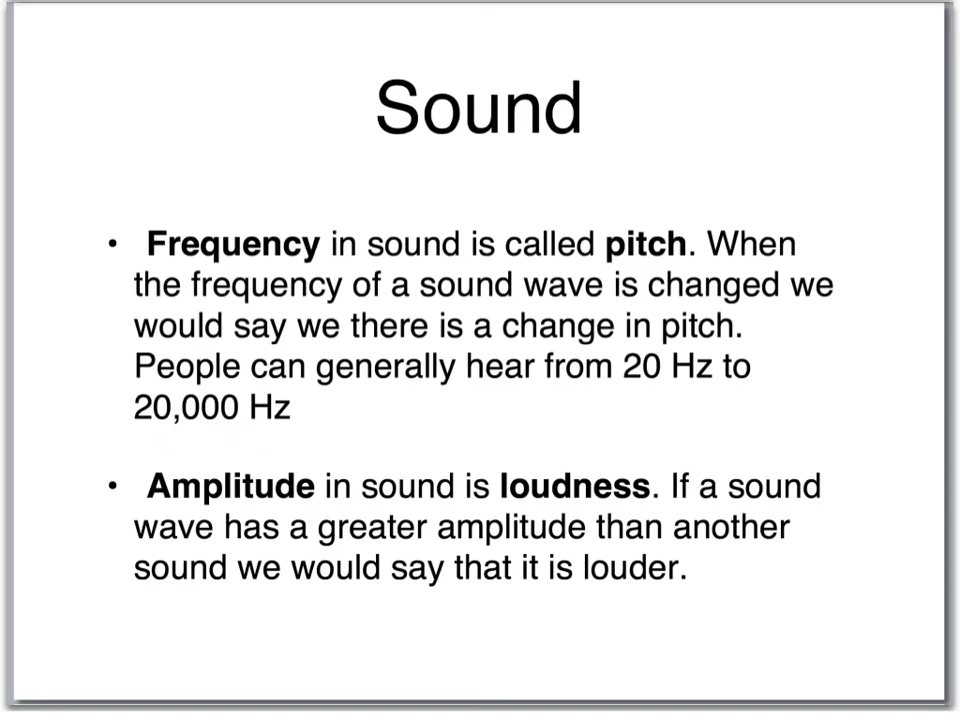 Sound
• Frequency in sound is called pitch. When
the frequency of a sound wave is changed we
would say we there is a change in pitch.
People can generally hear from 20 Hz to
20,000 Hz
• Amplitude in sound is loudness. If a sound
wave has a greater amplitude than another
sound we would say that it is louder.